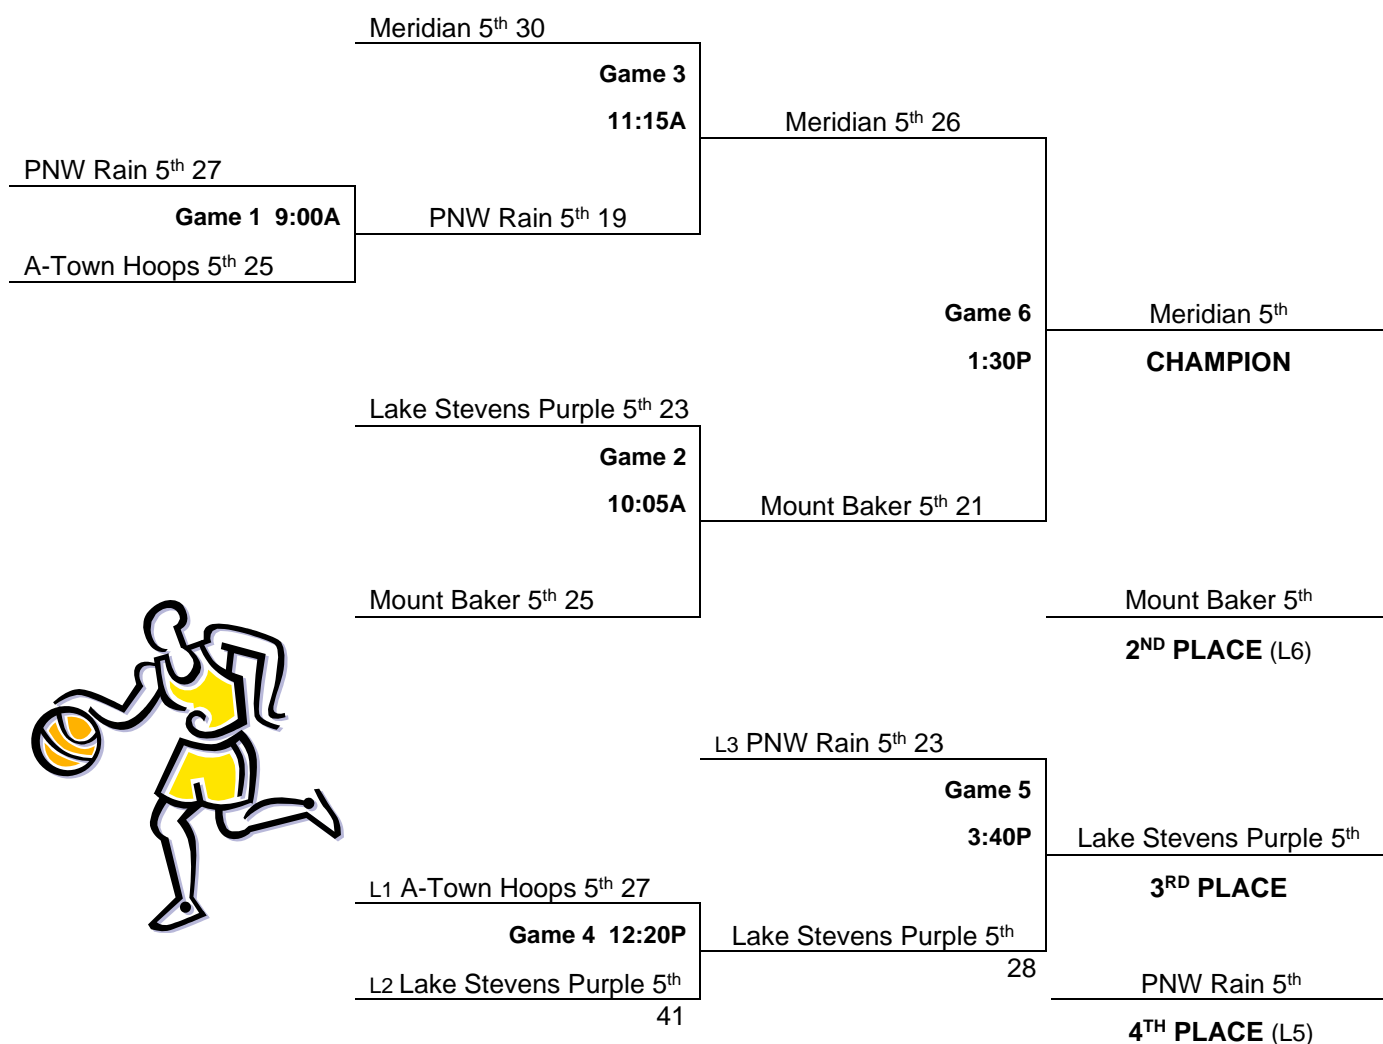 Meridian 5th 30
Game 3
11:15A
Meridian 5th 26
PNW Rain 5th 27
Game 1 9:00A
PNW Rain 5th 19
A-Town Hoops 5th 25
Game 6
Meridian 5th
1:30P
CHAMPION
Lake Stevens Purple 5th 23
Game 2
10:05A
Mount Baker 5th 21
Mount Baker 5th 25
Mount Baker 5th
2ND PLACE (L6)
L3 PNW Rain 5th 23
Game 5
3:40P
Lake Stevens Purple 5th
3RD PLACE
L1 A-Town Hoops 5th 27
Game 4 12:20P
Lake Stevens Purple 5th
28
L2 Lake Stevens Purple 5th
41
PNW Rain 5th
4TH PLACE (L5)